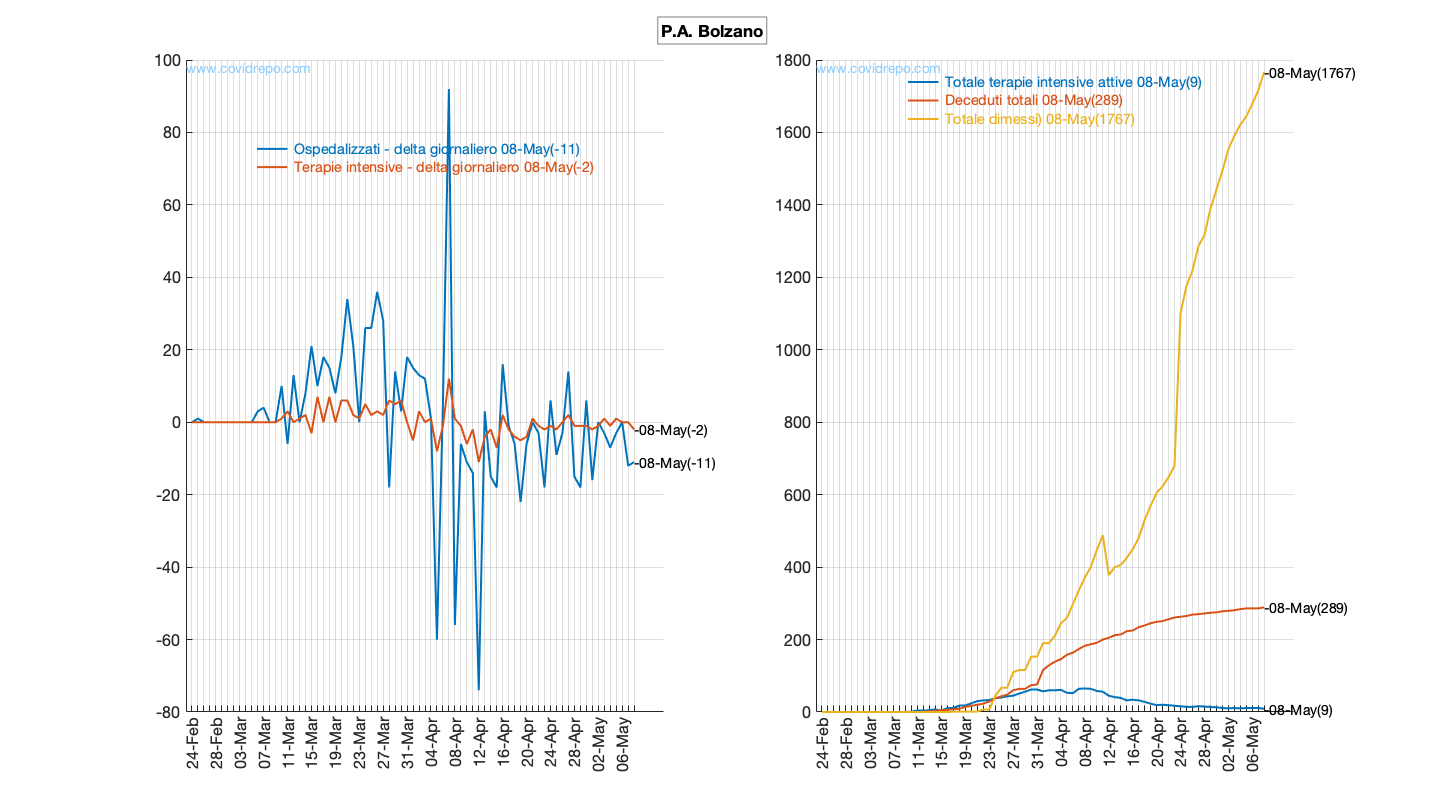 P.A. Bolzano
www.covidrepo.com
Ospedalizzati - delta giornaliero 08-May(-11)
Terapie intensive - delta giornaliero 08-May(-2)
100
80
60
40
20
0
-20
-40
-60
-80
-08-May(-2)
-08-May(-11)
24-Feb
28-Feb
03-Mar
07-Mar
11-Mar
15-Mar
19-Mar
23-Mar
27-Mar
31-Mar
04-Apr
08-Apr
12-Apr
16-Apr
20-Apr
24-Apr
28-Apr
02-May
06-May
www.covidrepo.com
Totale terapie intensive attive 08-May(9)
Deceduti totali 08-May(289)
Totale dimessi) 08-May(1767)
1800
1600
1400
1200
1000
800
600
400
200
0
-08-May(1767)
-08-May(289)
-08-May(9)
24-Feb
28-Feb
03-Mar
07-Mar
11-Mar
15-Mar
19-Mar
23-Mar
27-Mar
31-Mar
04-Apr
08-Apr
12-Apr
16-Apr
20-Apr
24-Apr
28-Apr
02-May
06-May